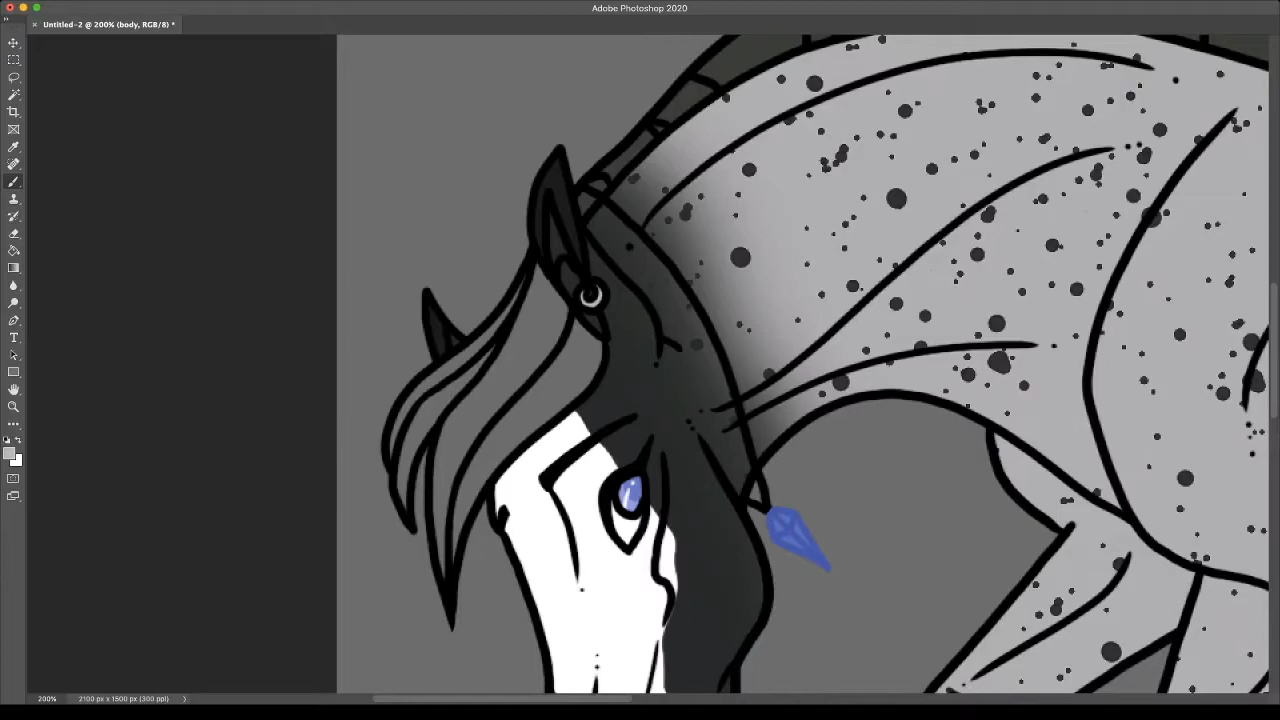 Adobe Photoshop 2020
Untitled-2 @ 200% (body, RGB/8) *
T
200%
2100 px x 1500 px (300 ppi)